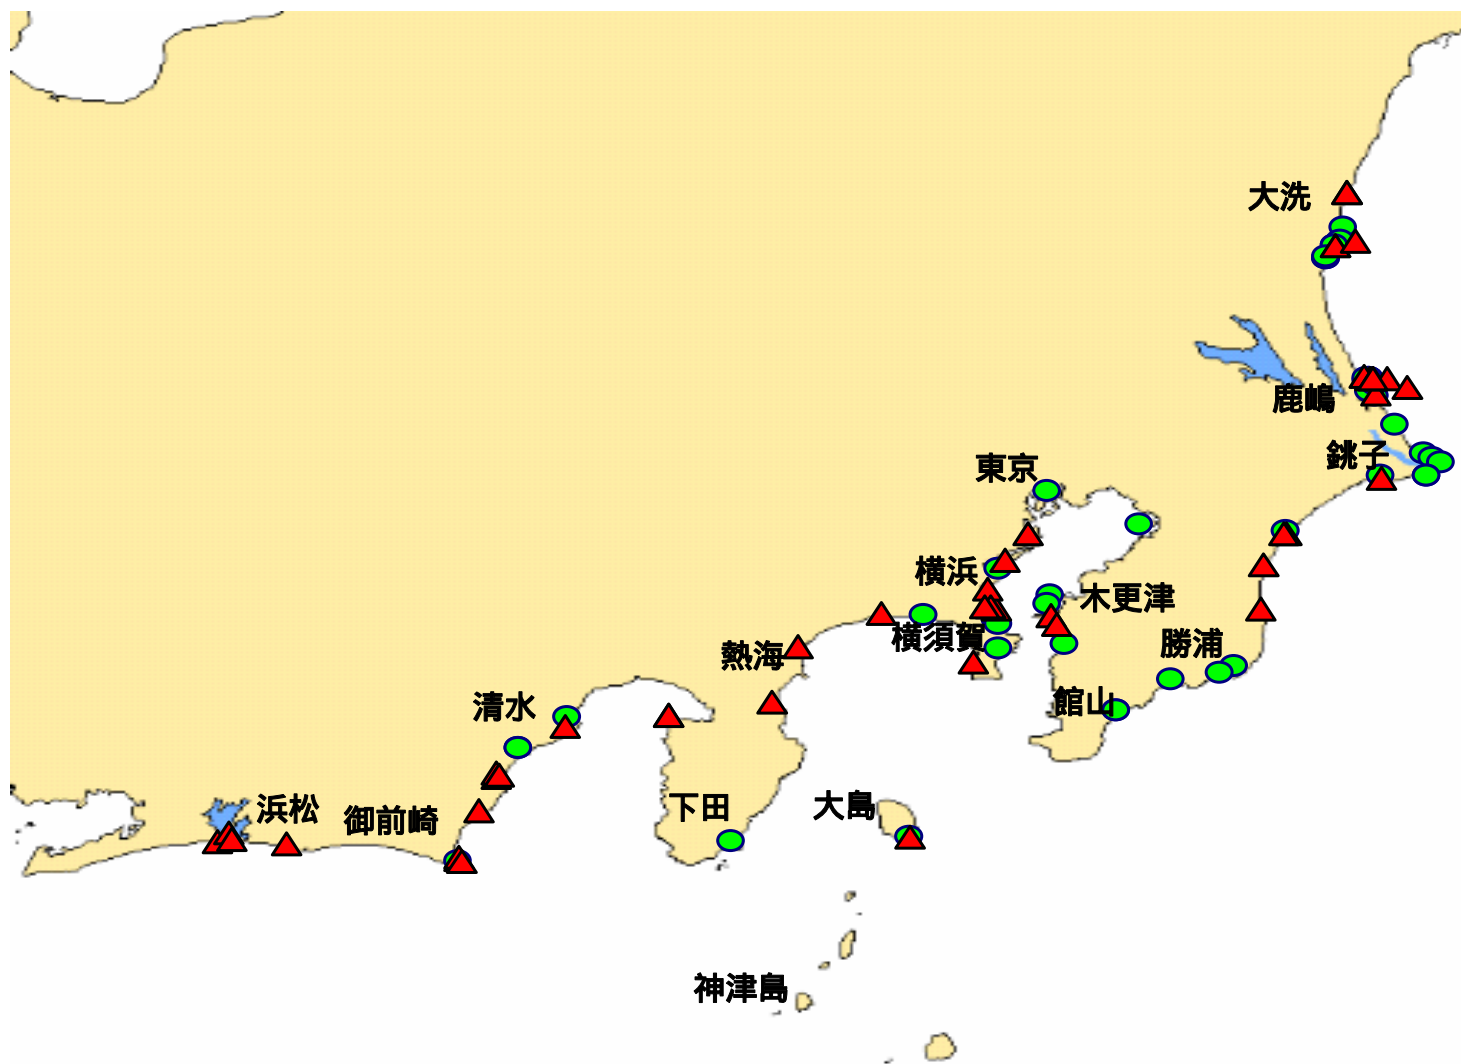 大洗
鹿嶋
銚子
東京
横浜
木更津
横須賀
勝浦
熱海
館山
清水
下田
大島
浜松
御前崎
神津島